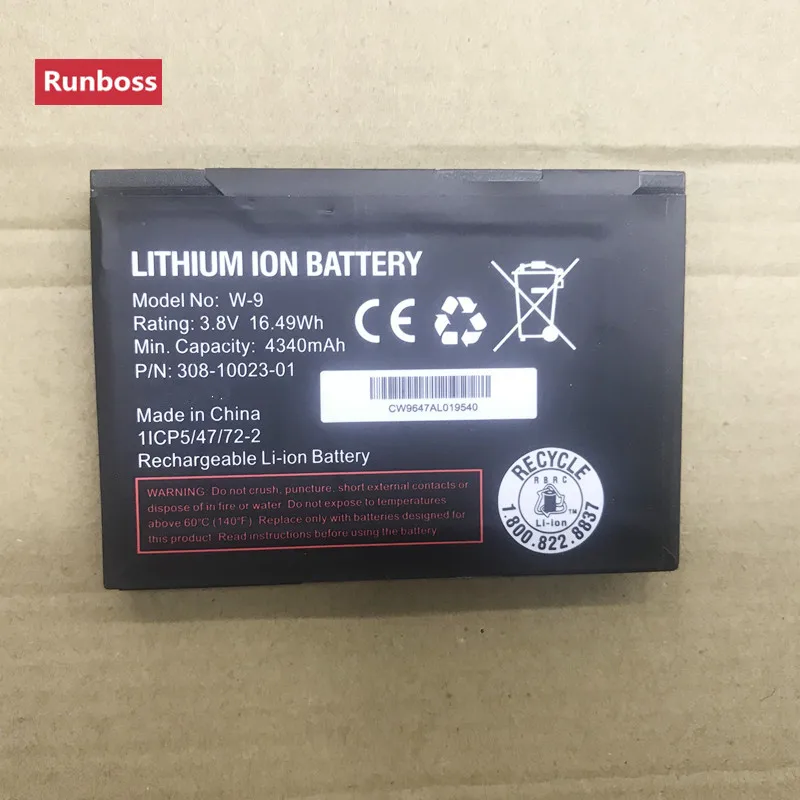 Runboss
LITHIUM ION BATTERY
Model No: W-9
Rating: 3.8V 16.49Wh
Min. Capacity: 4340mAh
P/N: 308-10023-01
CE
CW9647AL019540
Made in China
1ICP5/47/72-2
Rechargeable Li-ion Battery
WARNING: Do not crush, puncture, short external contacts or
dispose of in fire or water. Do not expose to temperatures
above 60°C (140°F). Replace only with batteries designed for
this product. Read instructions before using the battery.
RECYCLE
RBRC
TM
Li-ion
1.800.822.8837